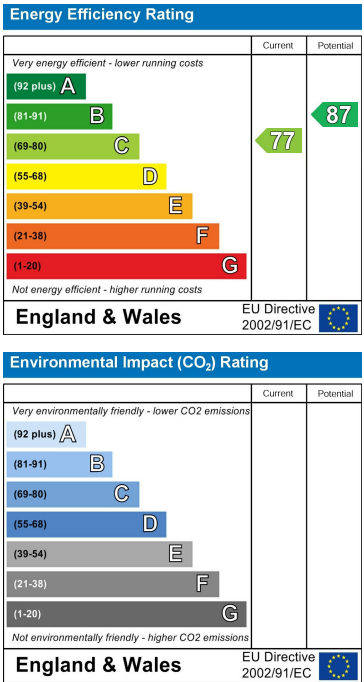 Energy Efficiency Rating
Current Potential
Very energy efficient - lower running costs
(92 plus) A
(81-91) B
87
(69-80) C
77
(55-68) D
(39-54) E
(21-38) F
(1-20) G
Not energy efficient - higher running costs
England & Wales
EU Directive
2002/91/EC
Environmental Impact (CO₂) Rating
Current Potential
Very environmentally friendly - lower CO2 emissions
(92 plus) A
(81-91) B
(69-80) C
(55-68) D
(39-54) E
(21-38) F
(1-20) G
Not environmentally friendly - higher CO2 emissions
England & Wales
EU Directive
2002/91/EC